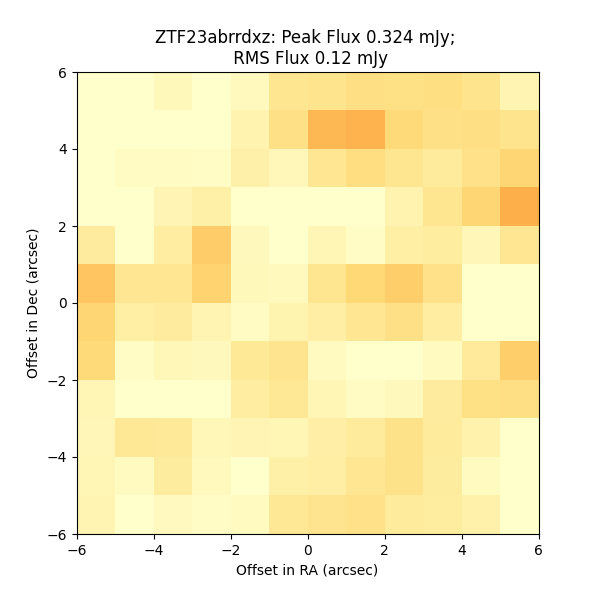 ZTF23abrrdxz: Peak Flux 0.324 mJy;
RMS Flux 0.12 mJy
6
4
2
0
−2
−4
−6
Offset in Dec (arcsec)
−6 −4 −2 0 2 4 6
Offset in RA (arcsec)